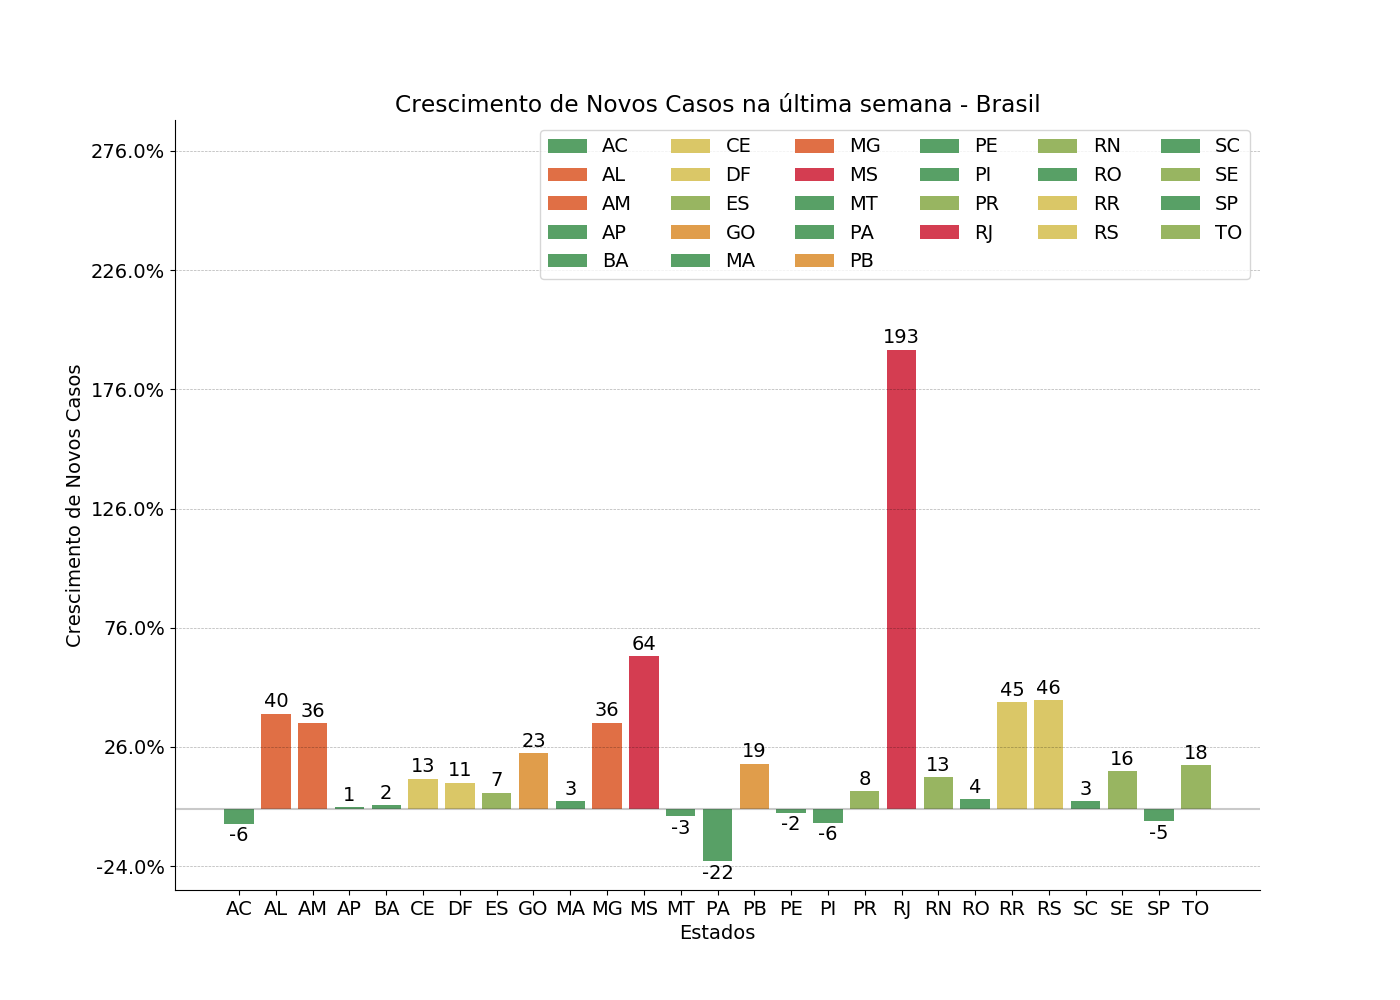 Crescimento de Novos Casos na última semana - Brasil
AC CE MG PE RN SC
AL DF MS PI RO SE
AM ES MT PR RR SP
AP GO PA RJ RS TO
BA MA PB
276.0%
226.0%
176.0%
126.0%
76.0%
26.0%
-24.0%
Crescimento de Novos Casos
-6 40 36 1 2 13 11 7 23 3 36 64 -3 -22 19 -2 -6 8 193 13 4 45 46 3 16 -5 18
AC AL AM AP BA CE DF ES GO MA MG MS MT PA PB PE PI PR RJ RN RO RR RS SC SE SP TO
Estados